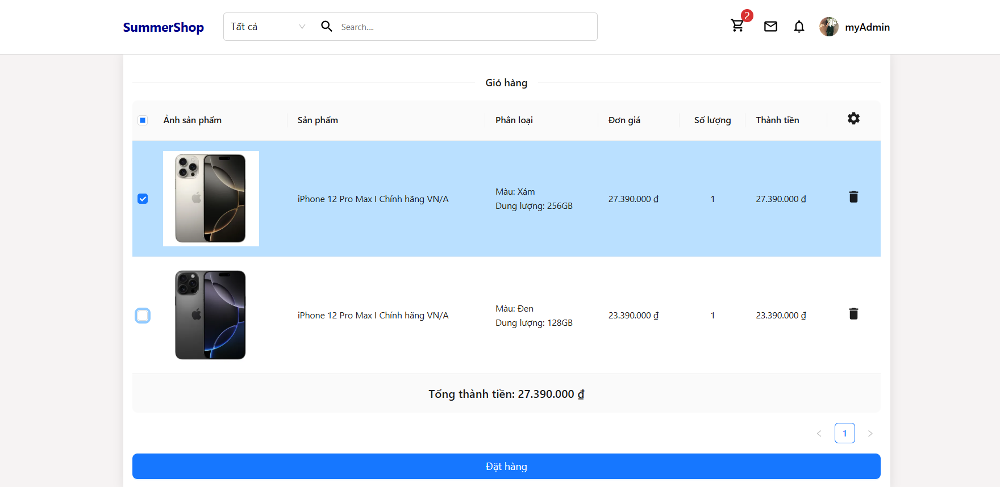 SummerShop
Tất cả
Search....
2
myAdmin
Giỏ hàng
Ảnh sản phẩm
Sản phẩm
Phân loại
Đơn giá
Số lượng
Thành tiền
iPhone 12 Pro Max I Chính hãng VN/A
Màu: Xám
Dung lượng: 256GB
27.390.000 ₫
1
27.390.000 ₫
iPhone 12 Pro Max I Chính hãng VN/A
Màu: Đen
Dung lượng: 128GB
23.390.000 ₫
1
23.390.000 ₫
Tổng thành tiền: 27.390.000 ₫
1
Đặt hàng